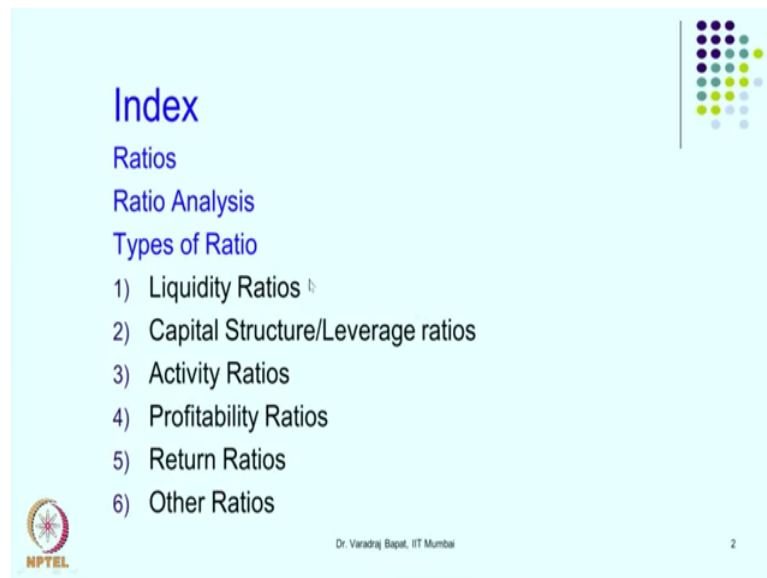 Index
Ratios
Ratio Analysis
Types of Ratio
1) Liquidity Ratios
2) Capital Structure/Leverage ratios
3) Activity Ratios
4) Profitability Ratios
5) Return Ratios
6) Other Ratios
NPTEL
Dr. Varadraj Bapat, IIT Mumbai
2